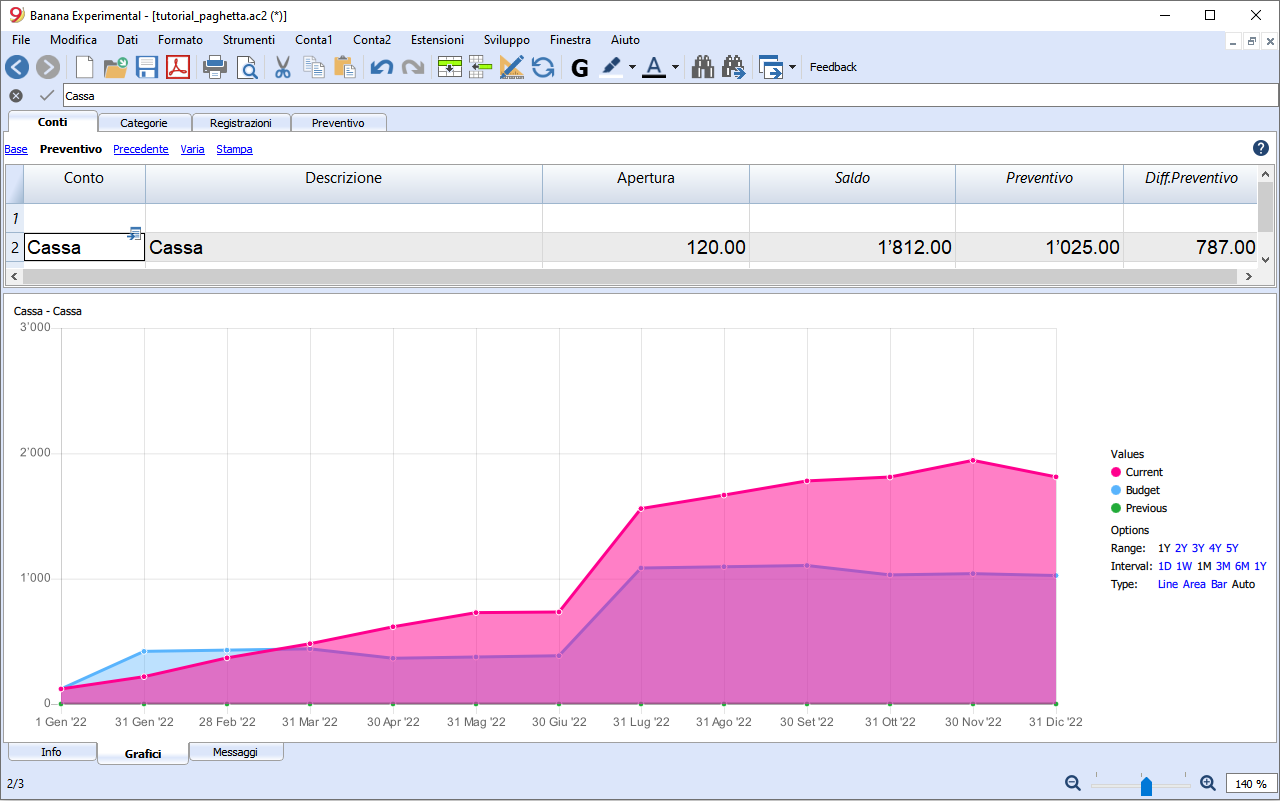 Banana Experimental - [tutorial_paghetta.ac2 (*)]
File Modifica Dati Formato Strumenti Conta1 Conta2 Estensioni Sviluppo Finestra Aiuto
G A Feedback
Cassa
Conti Categorie Registrazioni Preventivo
Base Preventivo Precedente Varia Stampa
Conto Descrizione Apertura Saldo Preventivo Diff.Preventivo
1
2 Cassa Cassa 120.00 1’812.00 1’025.00 787.00
Cassa - Cassa
3’000
2’000
1’000
0
1 Gen '22 31 Gen '22 28 Feb '22 31 Mar '22 30 Apr '22 31 Mag '22 30 Giu '22 31 Lug '22 31 Ago '22 30 Set '22 31 Ott '22 30 Nov '22 31 Dic '22
Values
Current
Budget
Previous
Options
Range: 1Y 2Y 3Y 4Y 5Y
Interval: 1D 1W 1M 3M 6M 1Y
Type: Line Area Bar Auto
Info Grafici Messaggi
2/3 140 %